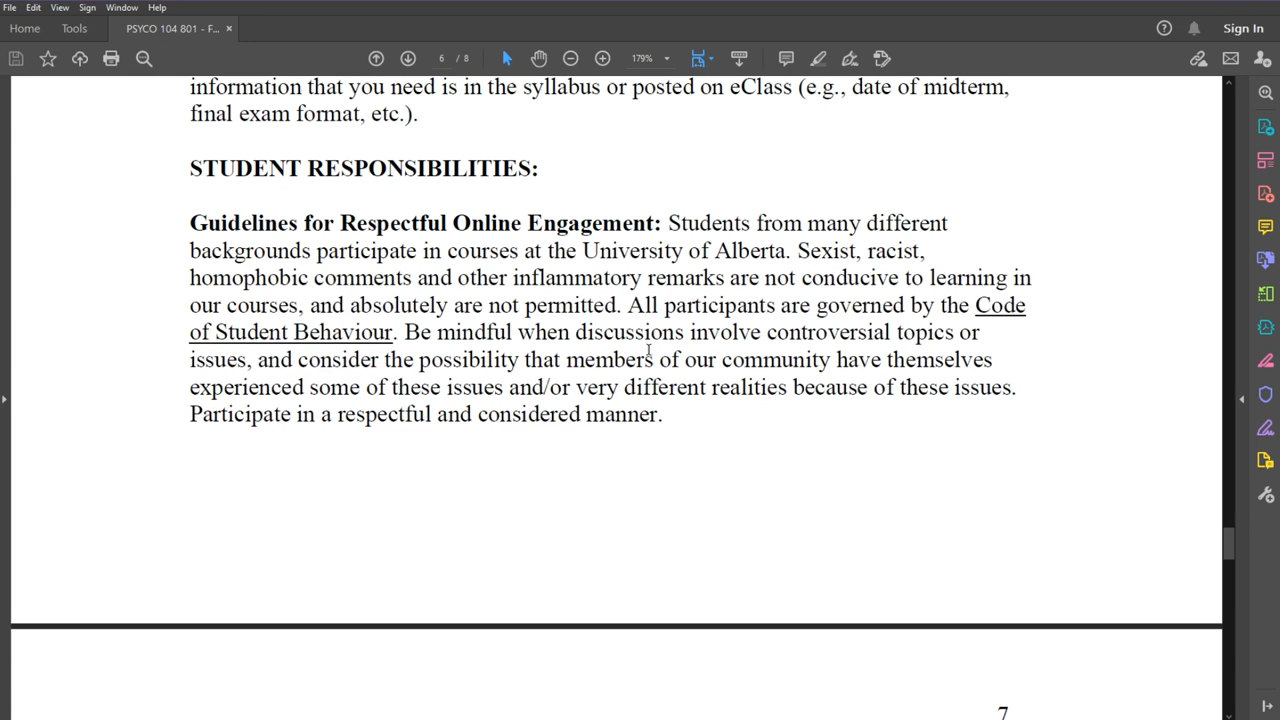 File Edit View Sign Window Help
Home Tools PSYCO 104 801 - F... × Sign In
6 / 8 179%
information that you need is in the syllabus or posted on eClass (e.g., date of midterm,
final exam format, etc.).
STUDENT RESPONSIBILITIES:
Guidelines for Respectful Online Engagement: Students from many different
backgrounds participate in courses at the University of Alberta. Sexist, racist,
homophobic comments and other inflammatory remarks are not conducive to learning in
our courses, and absolutely are not permitted. All participants are governed by the Code
of Student Behaviour. Be mindful when discussions involve controversial topics or
issues, and consider the possibility that members of our community have themselves
experienced some of these issues and/or very different realities because of these issues.
Participate in a respectful and considered manner.
7